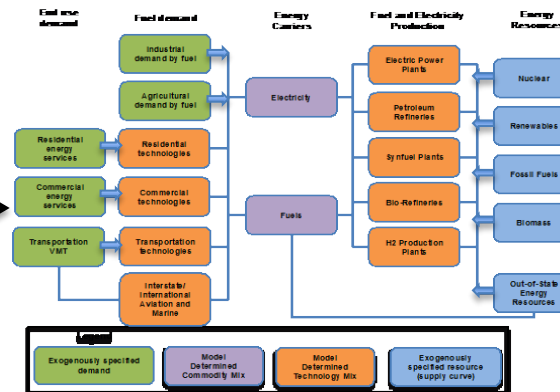 End use
demand
Fuel demand
Energy
Carriers
Fuel and Electricity
Production
Energy
Resources
Industrial
demand by fuel
Agricultural
demand by fuel
Residential
energy
services
Residential
technologies
Commercial
energy
services
Commercial
technologies
Transportation
VMT
Transportation
technologies
Interstate/
International
Aviation and
Marine
Electricity
Fuels
Electric Power
Plants
Petroleum
Refineries
Synfuel Plants
Bio-Refineries
H2 Production
Plants
Nuclear
Renewables
Fossil Fuels
Biomass
Out-of-State
Energy
Resources
Legend
Exogenously specified
demand
Model
Determined
Commodity Mix
Model
Determined
Technology Mix
Exogenously
specified resource
(supply curve)